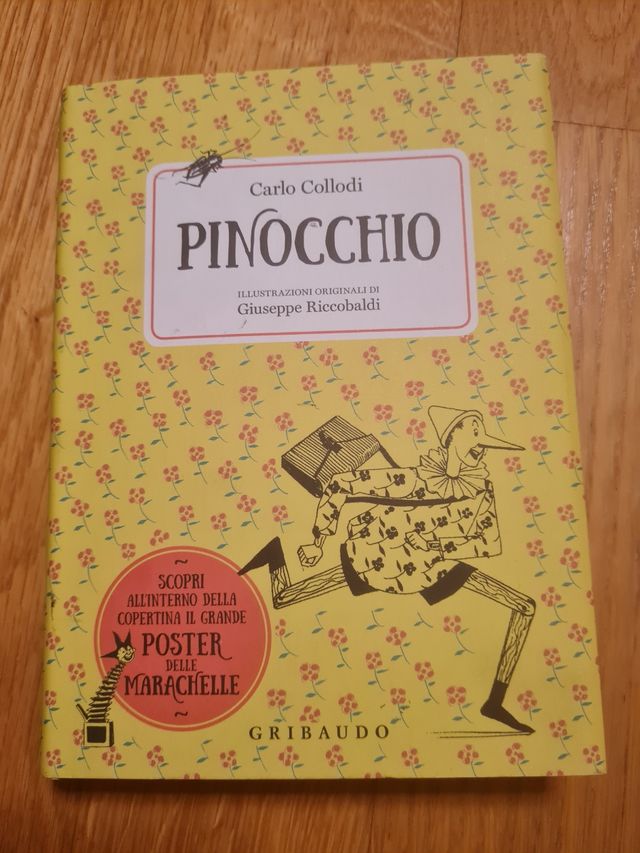 Carlo Collodi
PINOCCHIO
ILLUSTRAZIONI ORIGINALI DI
Giuseppe Riccobaldi
~
SCOPRI
ALL'INTERNO DELLA
COPERTINA IL GRANDE
POSTER
DELLE
MARACHELLE
~
GRIBAUDO